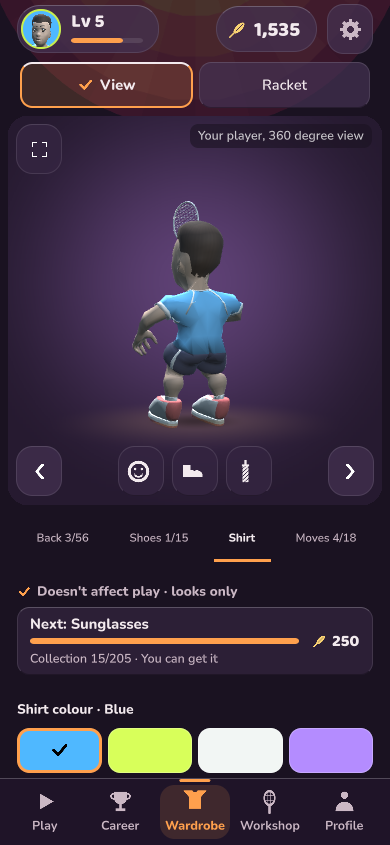 Lv 5
1,535
View
Racket
Your player, 360 degree view
Back 3/56
Shoes 1/15
Shirt
Moves 4/18
Doesn't affect play · looks only
Next: Sunglasses
250
Collection 15/205 · You can get it
Shirt colour · Blue
Play
Career
Wardrobe
Workshop
Profile